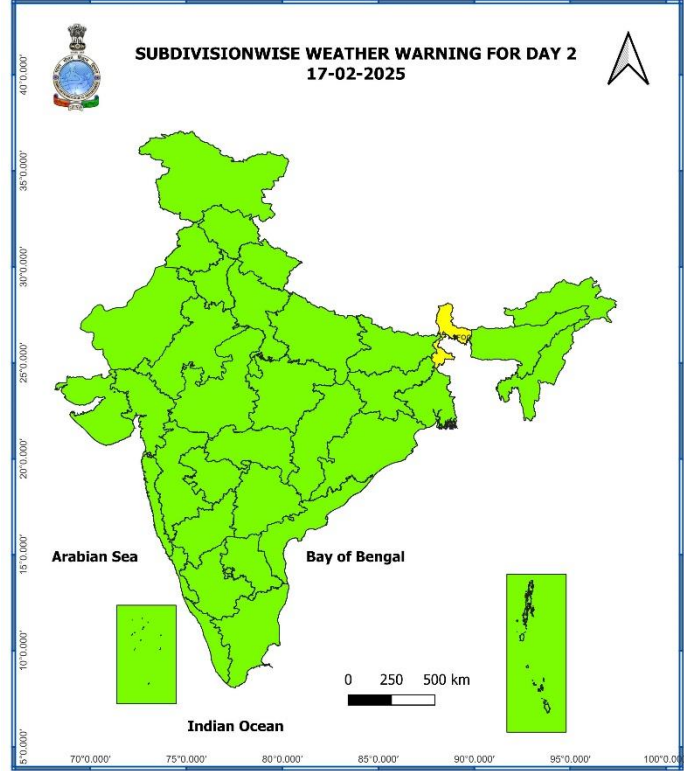 SUBDIVISIONWISE WEATHER WARNING FOR DAY 2
17-02-2025
40°0.000'
35°0.000'
30°0.000'
25°0.000'
20°0.000'
15°0.000'
10°0.000'
5°0.000'
Arabian Sea
Bay of Bengal
0 250 500 km
Indian Ocean
70°0.000' 75°0.000' 80°0.000' 85°0.000' 90°0.000' 95°0.000' 100°0.000'